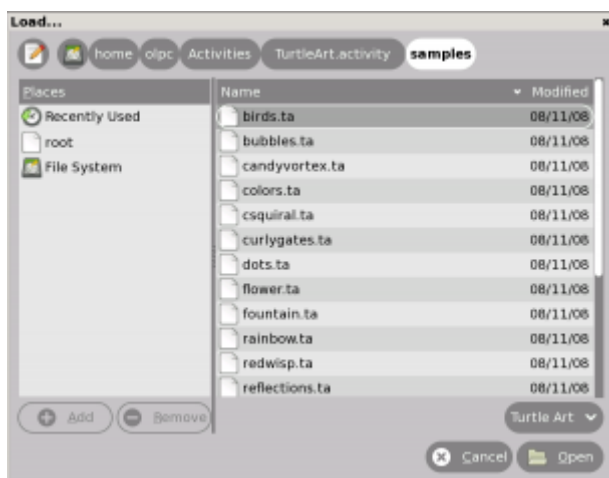 Load...
home olpc Activities TurtleArt.activity samples
Places
Recently Used
root
File System
Name Modified
birds.ta 08/11/08
bubbles.ta 08/11/08
candyvortex.ta 08/11/08
colors.ta 08/11/08
csquiral.ta 08/11/08
curlygates.ta 08/11/08
dots.ta 08/11/08
flower.ta 08/11/08
fountain.ta 08/11/08
rainbow.ta 08/11/08
redwisp.ta 08/11/08
reflections.ta 08/11/08
Add Remove
Turtle Art
Cancel Open